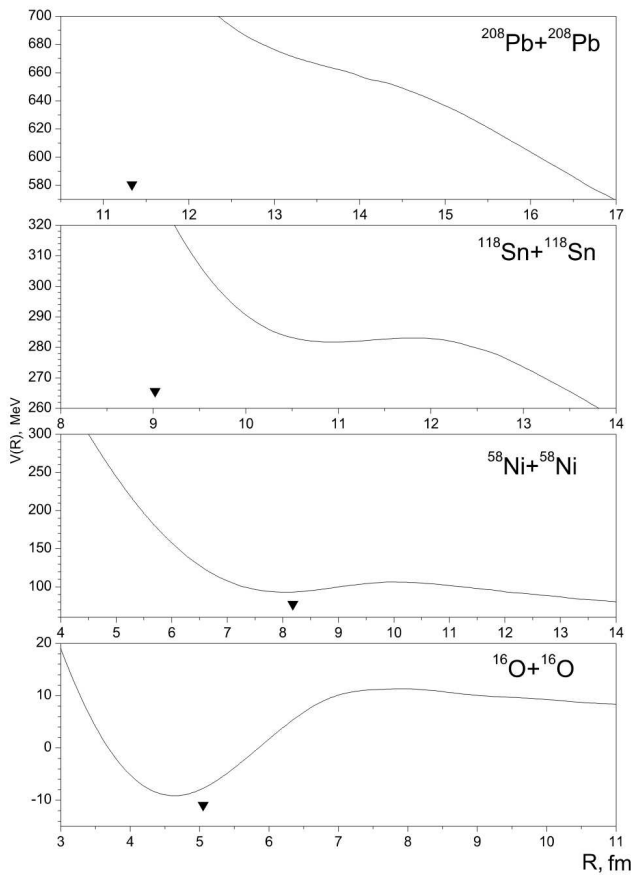 700
680
660
640
620
600
580
²⁰⁸Pb+²⁰⁸Pb
11 12 13 14 15 16 17
320
310
300
290
280
270
260
¹¹⁸Sn+¹¹⁸Sn
8 9 10 11 12 13 14
V(R), MeV
300
250
200
150
100
⁵⁸Ni+⁵⁸Ni
4 5 6 7 8 9 10 11 12 13 14
20
10
0
-10
¹⁶O+¹⁶O
3 4 5 6 7 8 9 10 11
R, fm